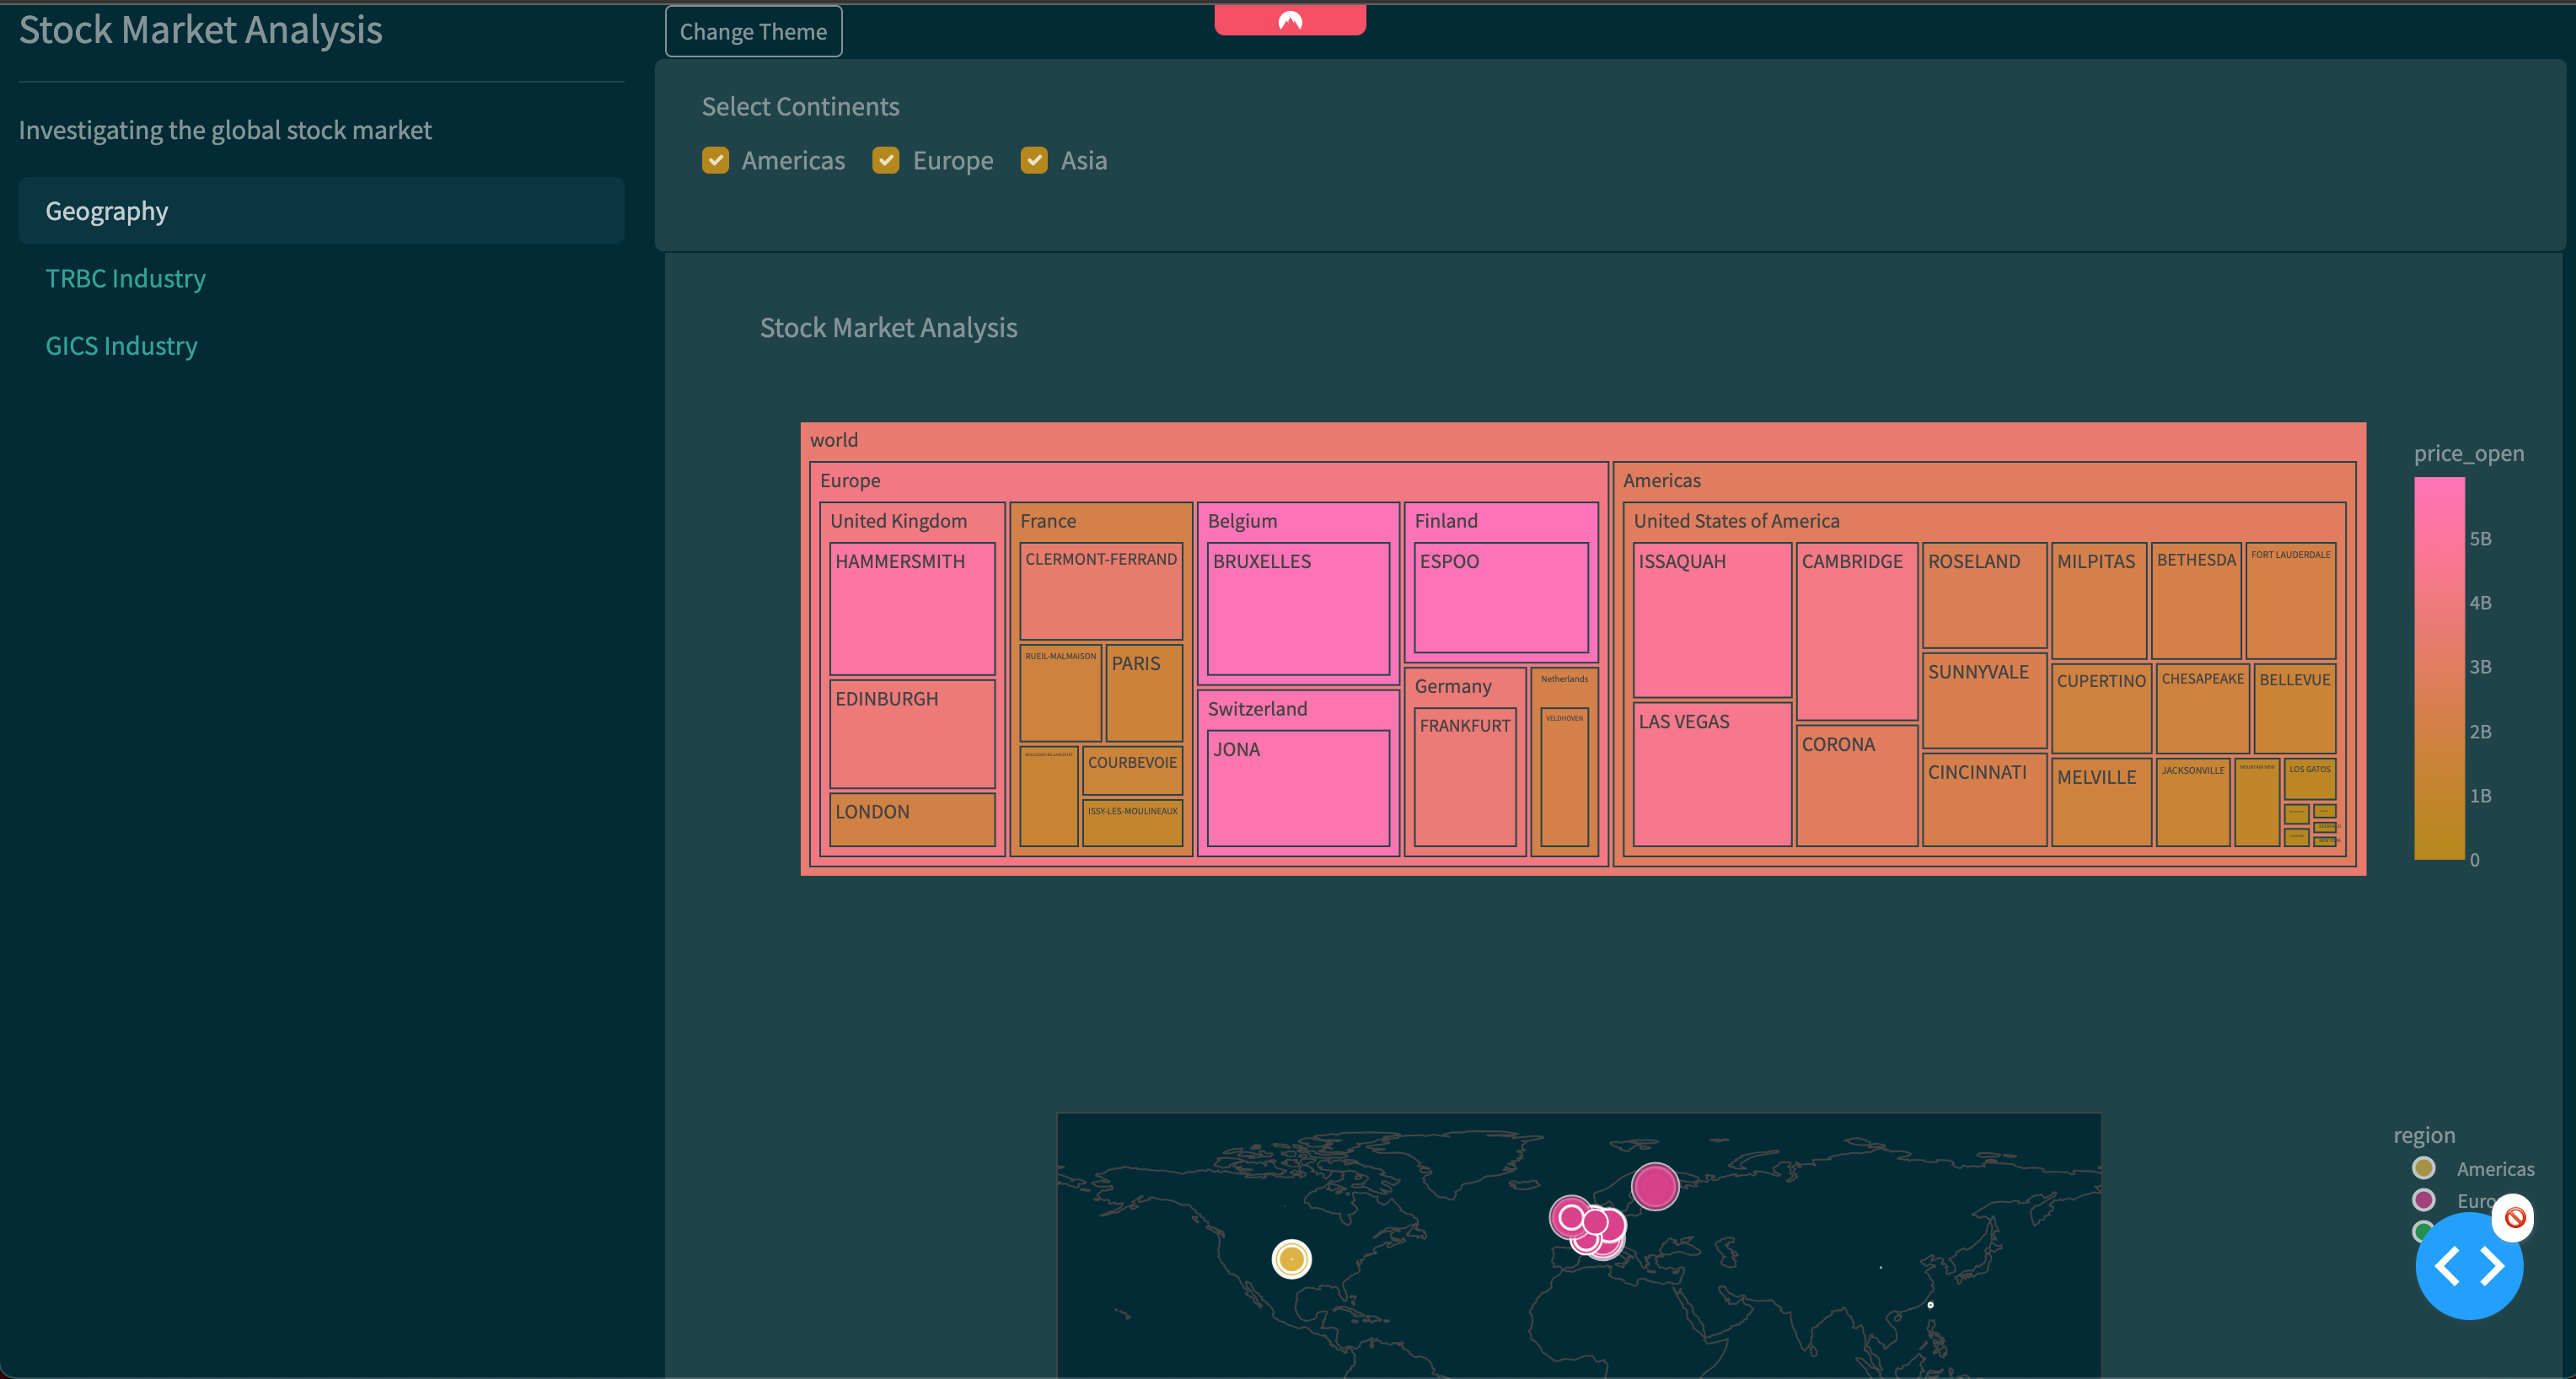 Stock Market Analysis
Change Theme
Investigating the global stock market
Geography
TRBC Industry
GICS Industry
Select Continents
Americas
Europe
Asia
Stock Market Analysis
world
Europe
United Kingdom
HAMMERSMITH
EDINBURGH
LONDON
France
CLERMONT-FERRAND
RUEIL-MALMAISON
PARIS
COURBEVOIE
ISSY-LES-MOULINEAUX
Belgium
BRUXELLES
Switzerland
JONA
Finland
ESPOO
Germany
FRANKFURT
Netherlands
VELDHOVEN
Americas
United States of America
ISSAQUAH
LAS VEGAS
CAMBRIDGE
CORONA
ROSELAND
SUNNYVALE
CINCINNATI
MILPITAS
BETHESDA
FORT LAUDERDALE
CUPERTINO
CHESAPEAKE
BELLEVUE
MELVILLE
JACKSONVILLE
MOUNTAIN VIEW
LOS GATOS
price_open
5B
4B
3B
2B
1B
0
region
Americas
Euro